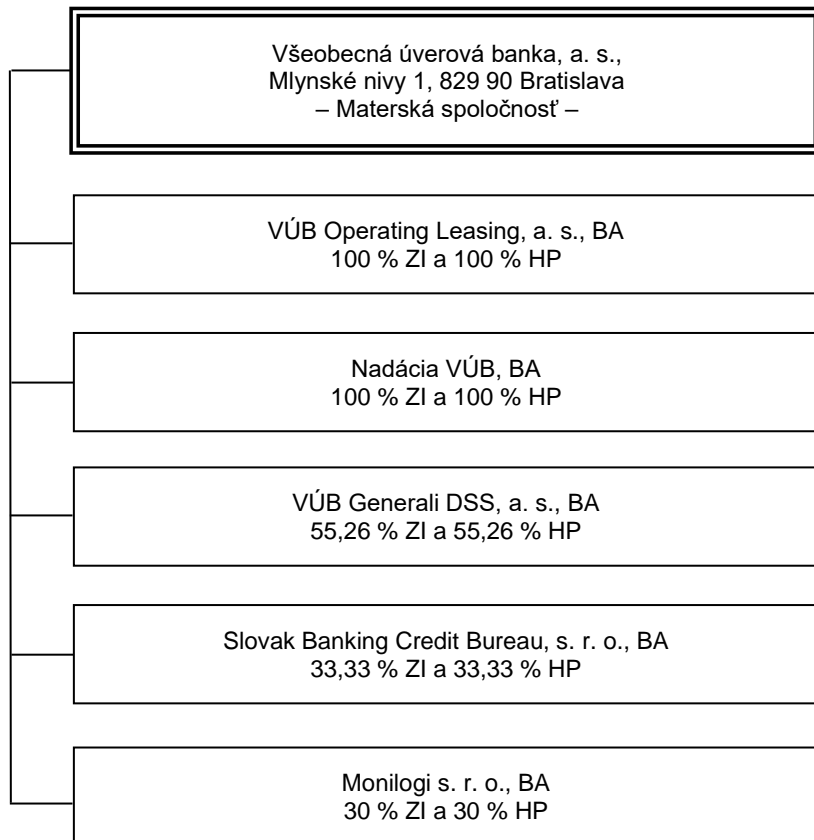 Všeobecná úverová banka, a. s.,
Mlynské nivy 1, 829 90 Bratislava
– Materská spoločnosť –
VÚB Operating Leasing, a. s., BA
100 % ZI a 100 % HP
Nadácia VÚB, BA
100 % ZI a 100 % HP
VÚB Generali DSS, a. s., BA
55,26 % ZI a 55,26 % HP
Slovak Banking Credit Bureau, s. r. o., BA
33,33 % ZI a 33,33 % HP
Monilogi s. r. o., BA
30 % ZI a 30 % HP